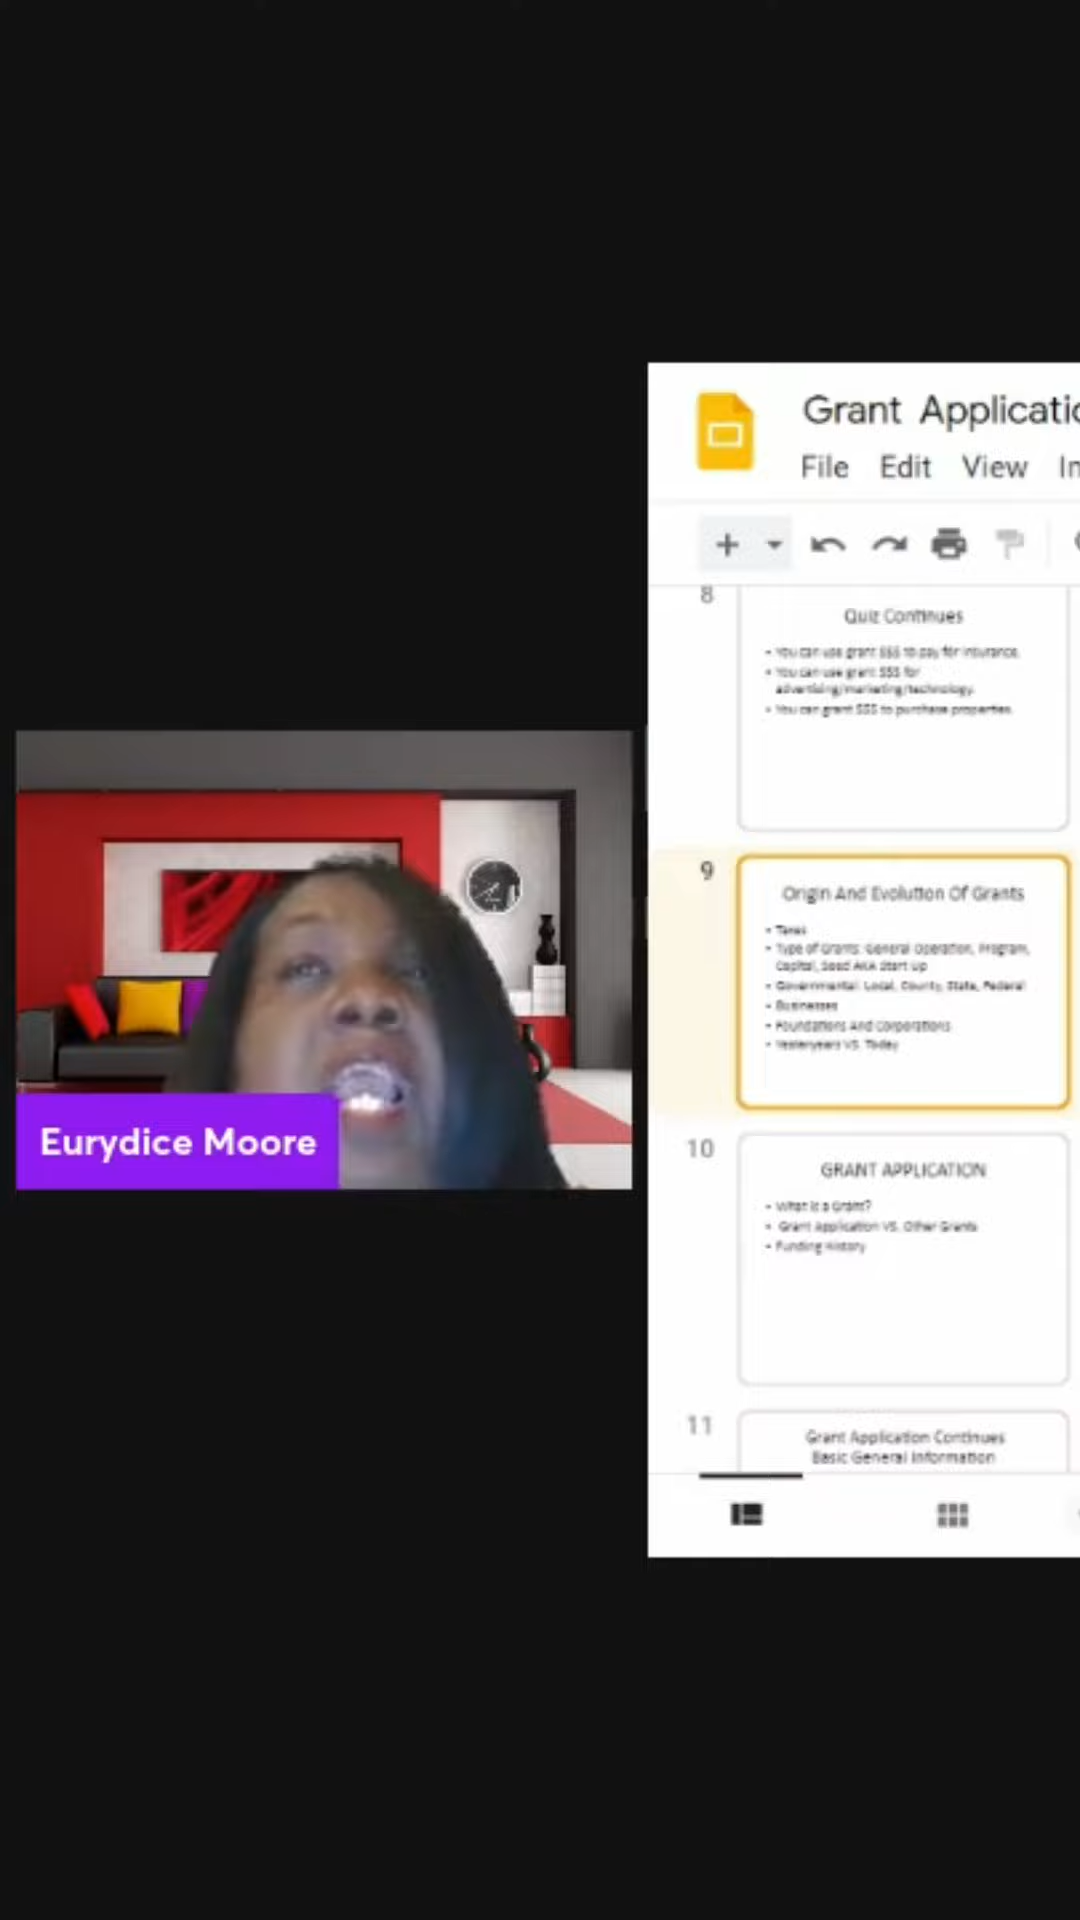 Grant Applicatio
File Edit View In
8
Quiz Continues
• You can use grant $$$ to pay for insurance.
• You can use grant $$$ for
advertising/marketing/technology.
• You can grant $$$ to purchase properties.
9
Origin And Evolution Of Grants
• Taxes
• Type of Grants: General Operation, Program,
Capital, Seed AKA Start Up
• Governmental: Local, County, State, Federal
• Businesses
• Foundations And Corporations
• Yesteryears VS. Today
Eurydice Moore
10
GRANT APPLICATION
• What is a Grant?
• Grant Application VS. Other Grants
• Funding History
11
Grant Application Continues
Basic General Information